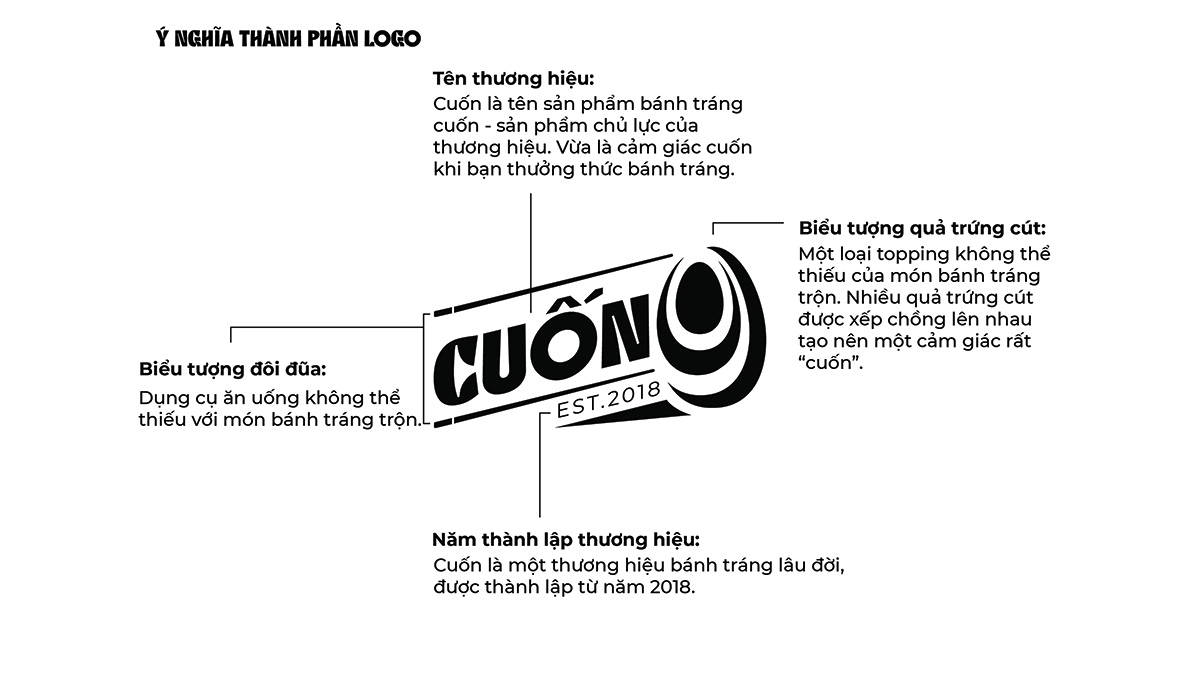 Ý NGHĨA THÀNH PHẦN LOGO
Tên thương hiệu:
Cuốn là tên sản phẩm bánh tráng
cuốn - sản phẩm chủ lực của
thương hiệu. Vừa là cảm giác cuốn
khi bạn thưởng thức bánh tráng.
Biểu tượng quả trứng cút:
Một loại topping không thể
thiếu của món bánh tráng
trộn. Nhiều quả trứng cút
được xếp chồng lên nhau
tạo nên một cảm giác rất
“cuốn”.
CUỐN
EST.2018
Biểu tượng đôi đũa:
Dụng cụ ăn uống không thể
thiếu với món bánh tráng trộn.
Năm thành lập thương hiệu:
Cuốn là một thương hiệu bánh tráng lâu đời,
được thành lập từ năm 2018.